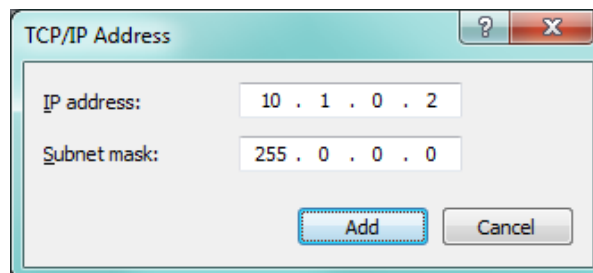 TCP/IP Address
?
X
IP address: 10 . 1 . 0 . 2
Subnet mask: 255 . 0 . 0 . 0
Add Cancel